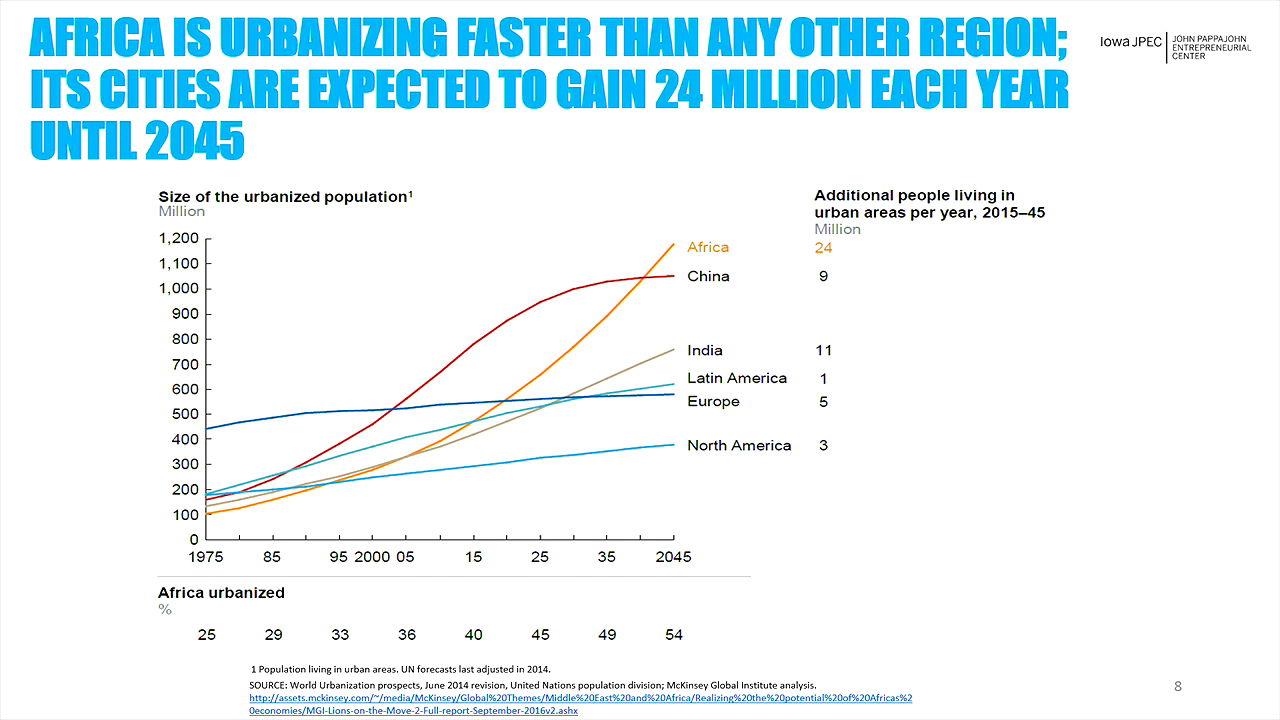 AFRICA IS URBANIZING FASTER THAN ANY OTHER REGION;
ITS CITIES ARE EXPECTED TO GAIN 24 MILLION EACH YEAR
UNTIL 2045
Iowa JPEC
JOHN PAPPAJOHN
ENTREPRENEURIAL
CENTER
Size of the urbanized population¹
Million
Additional people living in
urban areas per year, 2015–45
Million
1,200
1,100
1,000
900
800
700
600
500
400
300
200
100
0
Africa 24
China 9
India 11
Latin America 1
Europe 5
North America 3
1975 85 95 2000 05 15 25 35 2045
Africa urbanized
%
25 29 33 36 40 45 49 54
1 Population living in urban areas. UN forecasts last adjusted in 2014.
SOURCE: World Urbanization prospects, June 2014 revision, United Nations population division; McKinsey Global Institute analysis.
http://assets.mckinsey.com/~/media/McKinsey/Global%20Themes/Middle%20East%20and%20Africa/Realizing%20the%20potential%20of%20Africas%2
0economies/MGI-Lions-on-the-Move-2-Full-report-September-2016v2.ashx
8